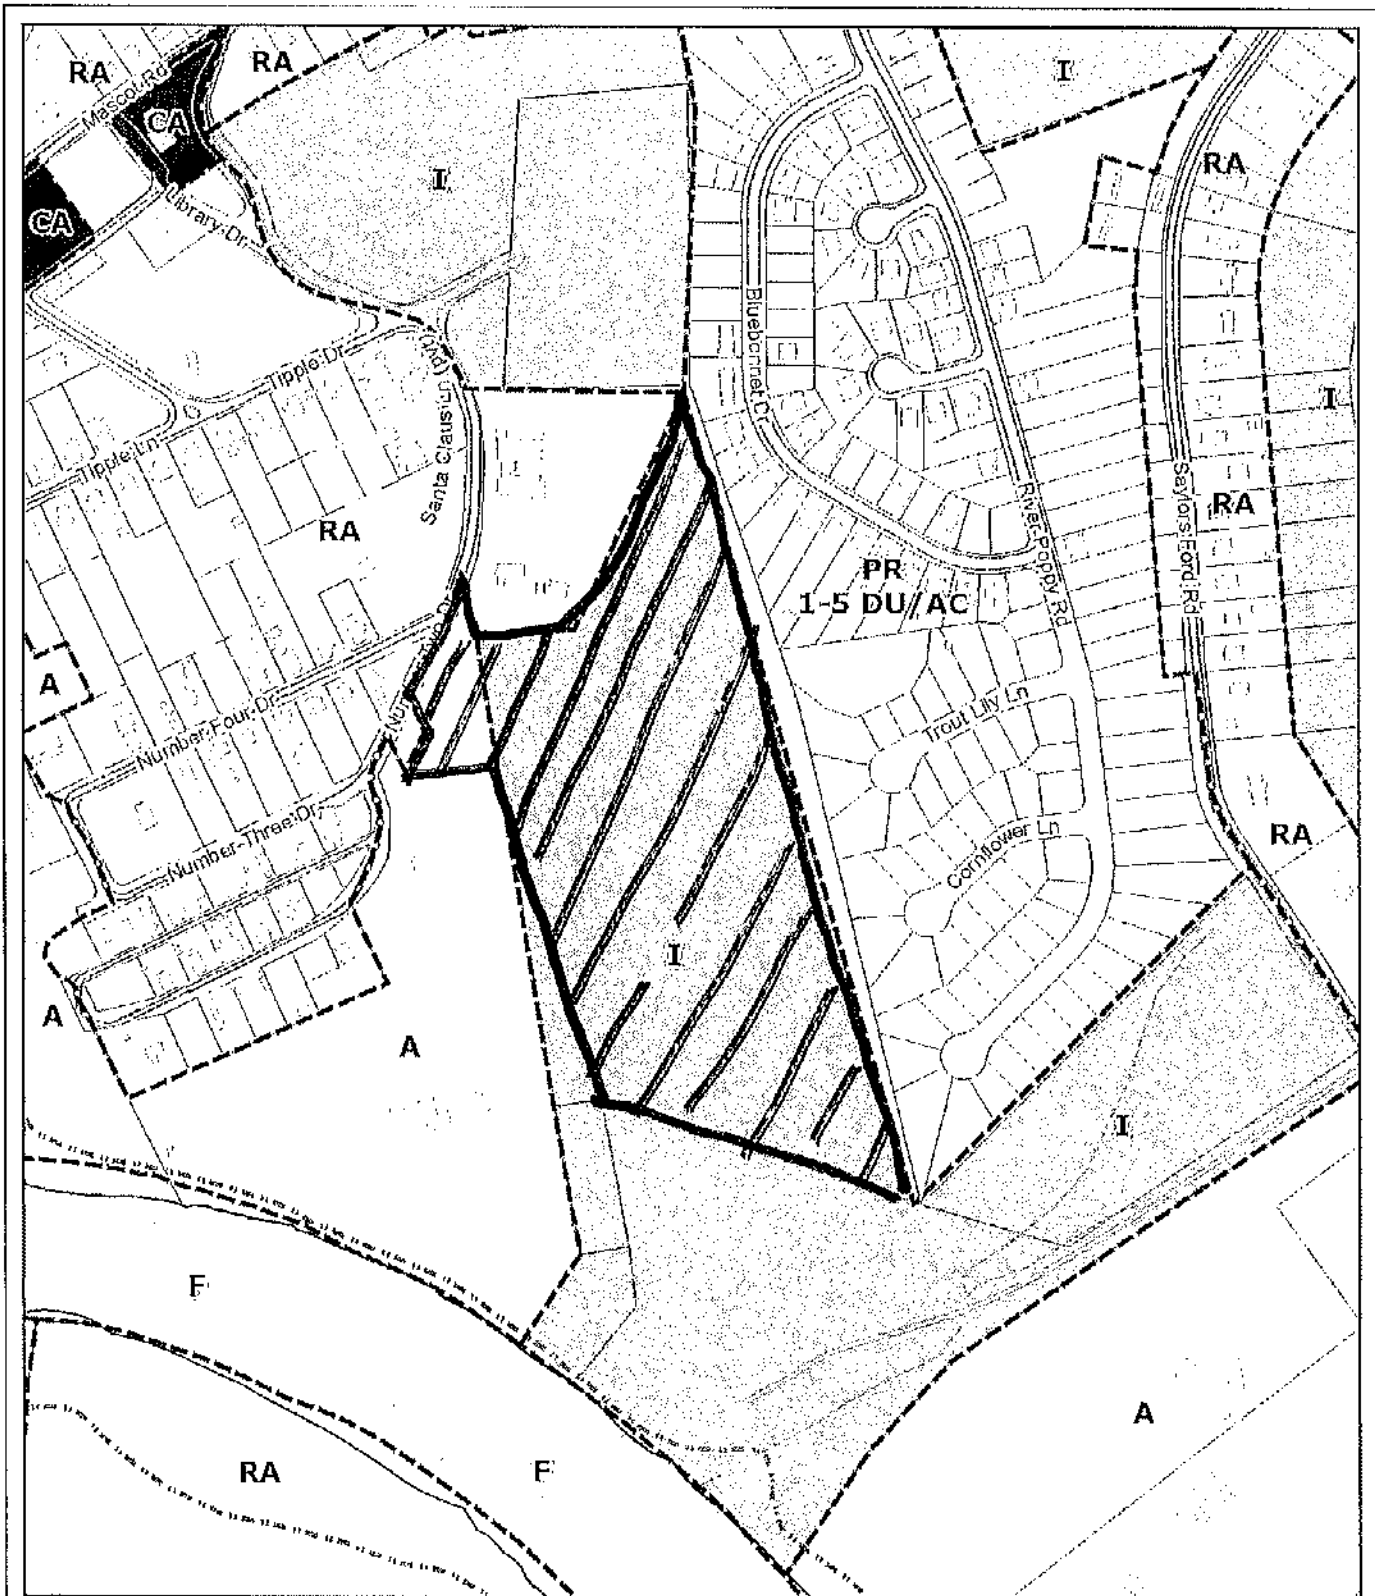 RA
RA
I
Mascot Rd
CA
RA
I
CA
Library Dr
Bluebonnet Cr
Tipple Dr
Santa Claus Ln
I
Tipple Ln
Saylors Ford Rd
RA
RA
River Poppy Rd
PR
1-5 DU/AC
A
Number Four Dr
Trout Lily Ln
Number Three Dr
Cornflower Ln
RA
I
A
A
I
F
A
RA
F